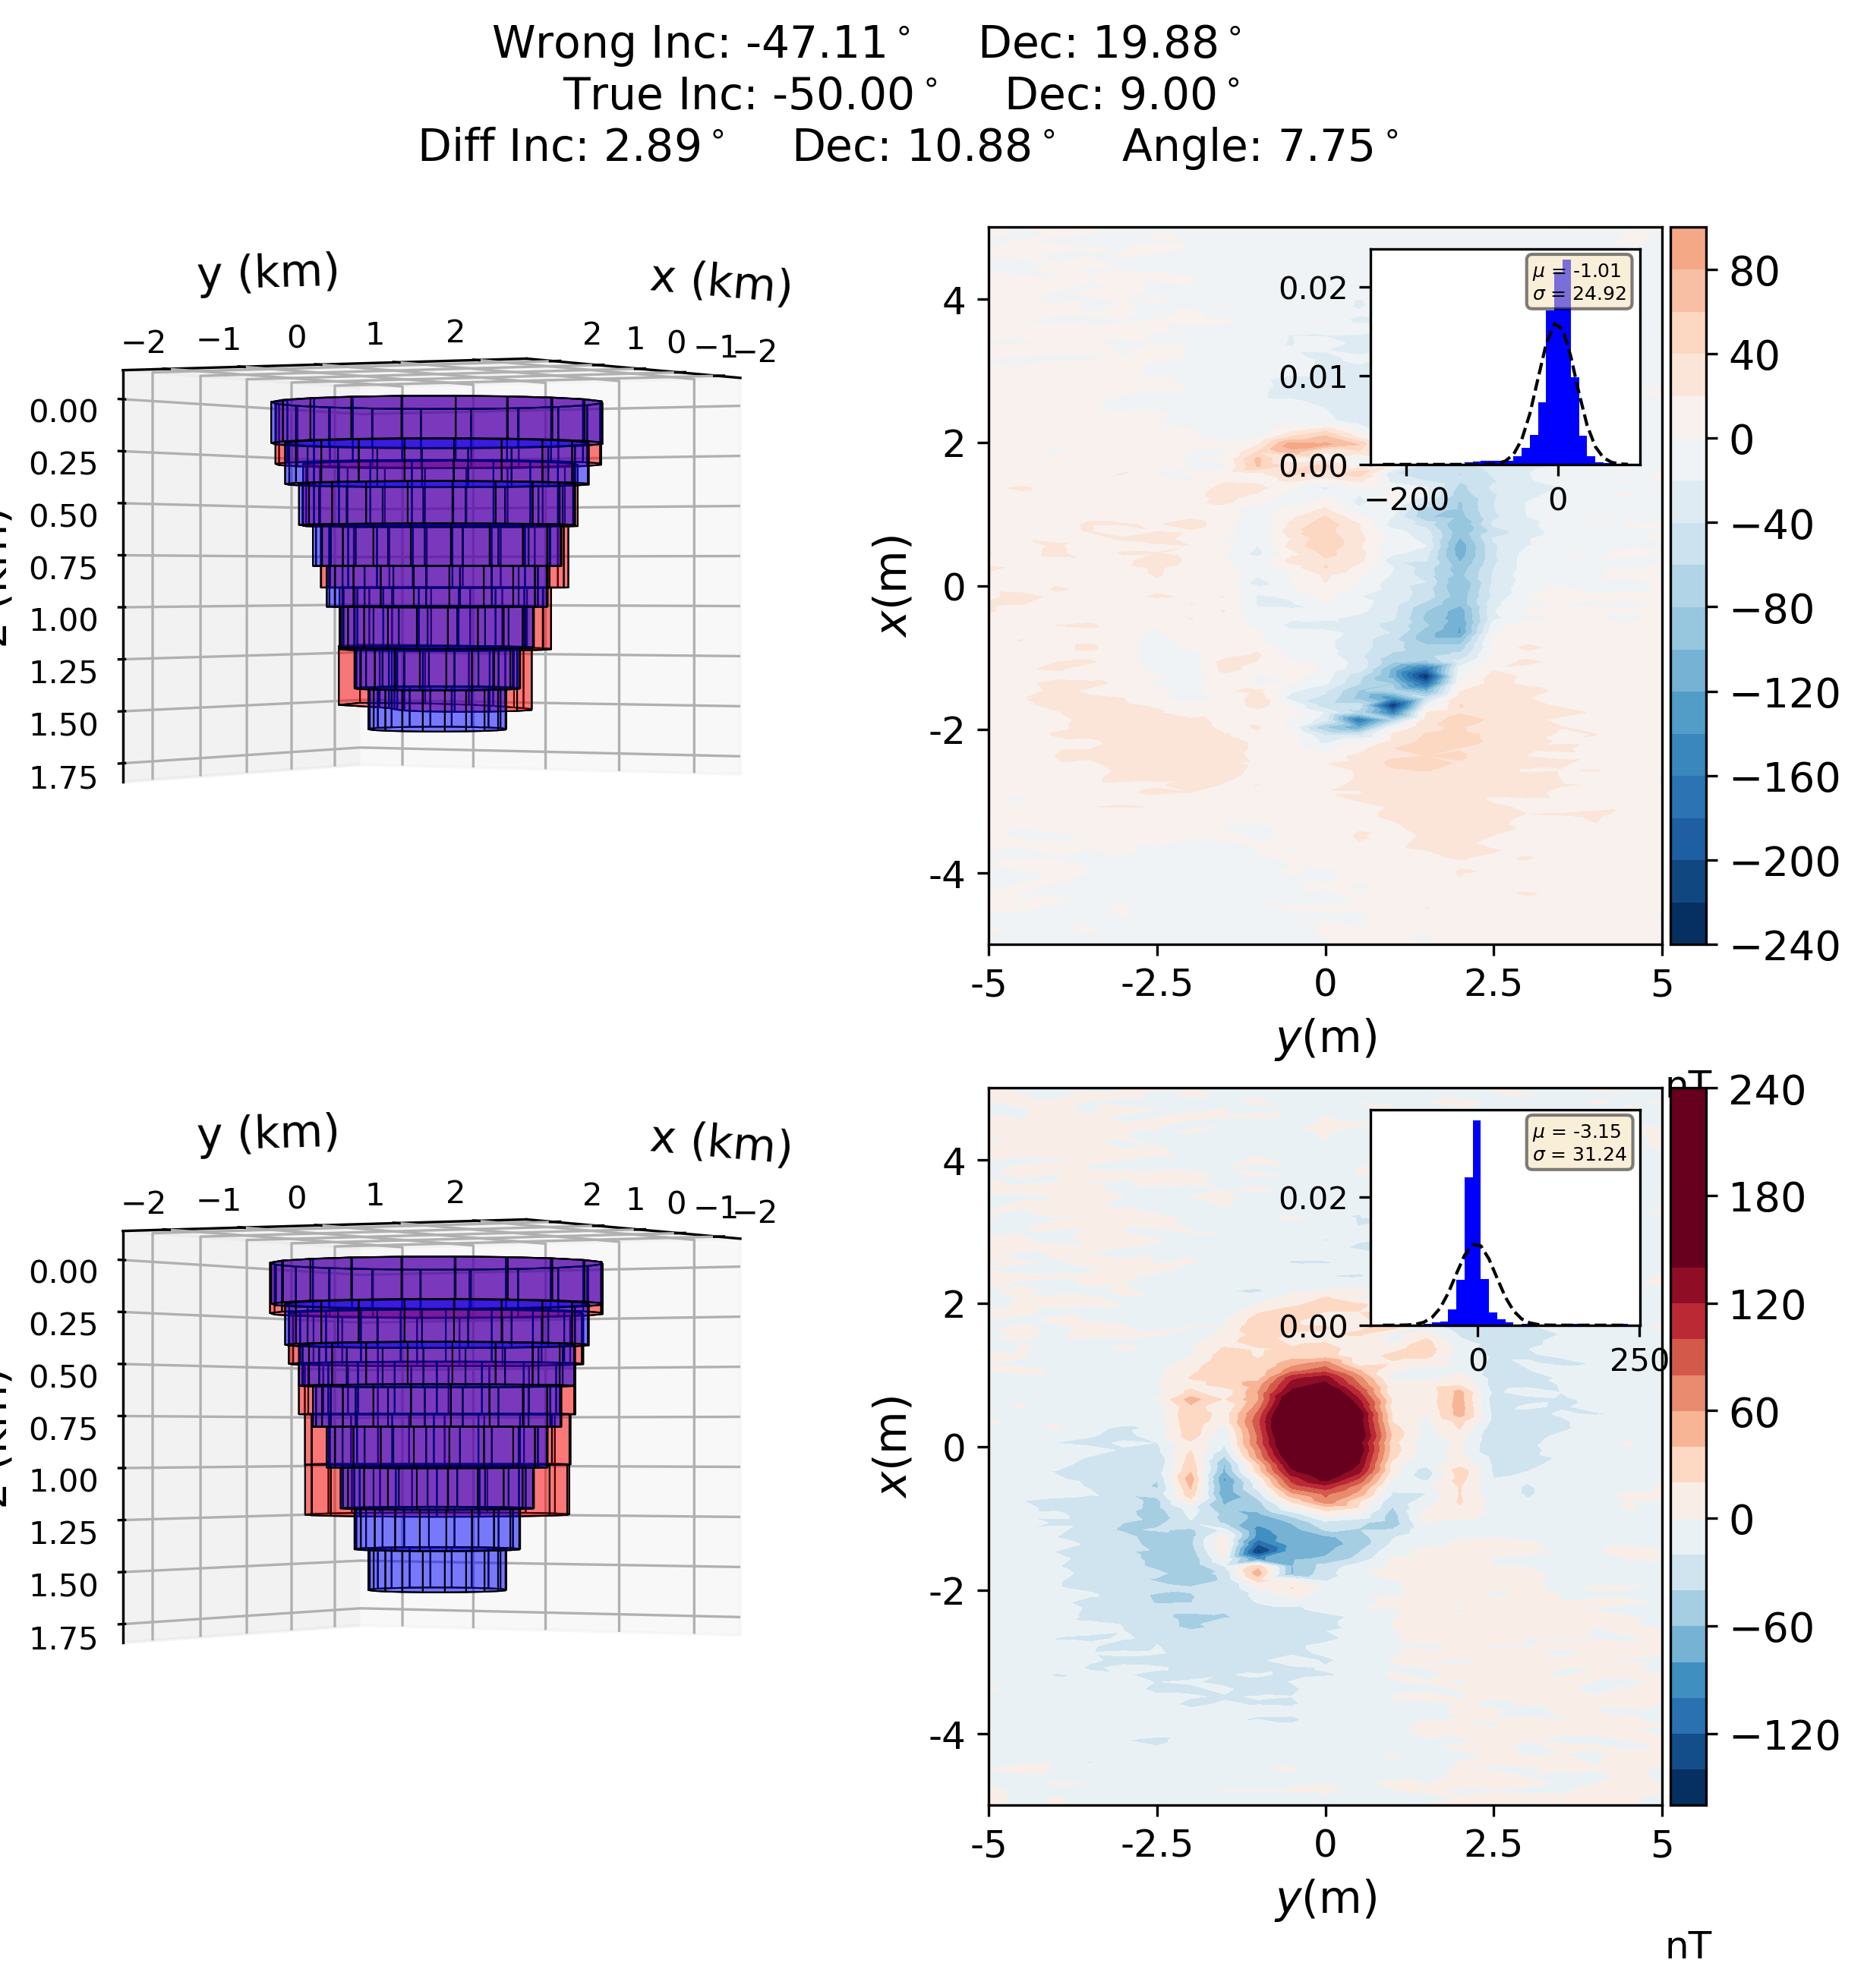 Wrong Inc: -47.11° Dec: 19.88°
True Inc: -50.00° Dec: 9.00°
Diff Inc: 2.89° Dec: 10.88° Angle: 7.75°
y (km)
x (km)
−2 −1 0 1 2
2 1 0 −1 −2
0.00
0.25
0.50
0.75
1.00
1.25
1.50
1.75
μ = -1.01
σ = 24.92
0.02
0.01
0.00
−200 0
4
2
0
-2
-4
x(m)
-5 -2.5 0 2.5 5
y(m)
80
40
0
−40
−80
−120
−160
−200
−240
nT
y (km)
x (km)
−2 −1 0 1 2
2 1 0 −1 −2
0.00
0.25
0.50
0.75
1.00
1.25
1.50
1.75
μ = -3.15
σ = 31.24
0.02
0.00
0 250
4
2
0
-2
-4
x(m)
-5 -2.5 0 2.5 5
y(m)
240
180
120
60
0
−60
−120
nT